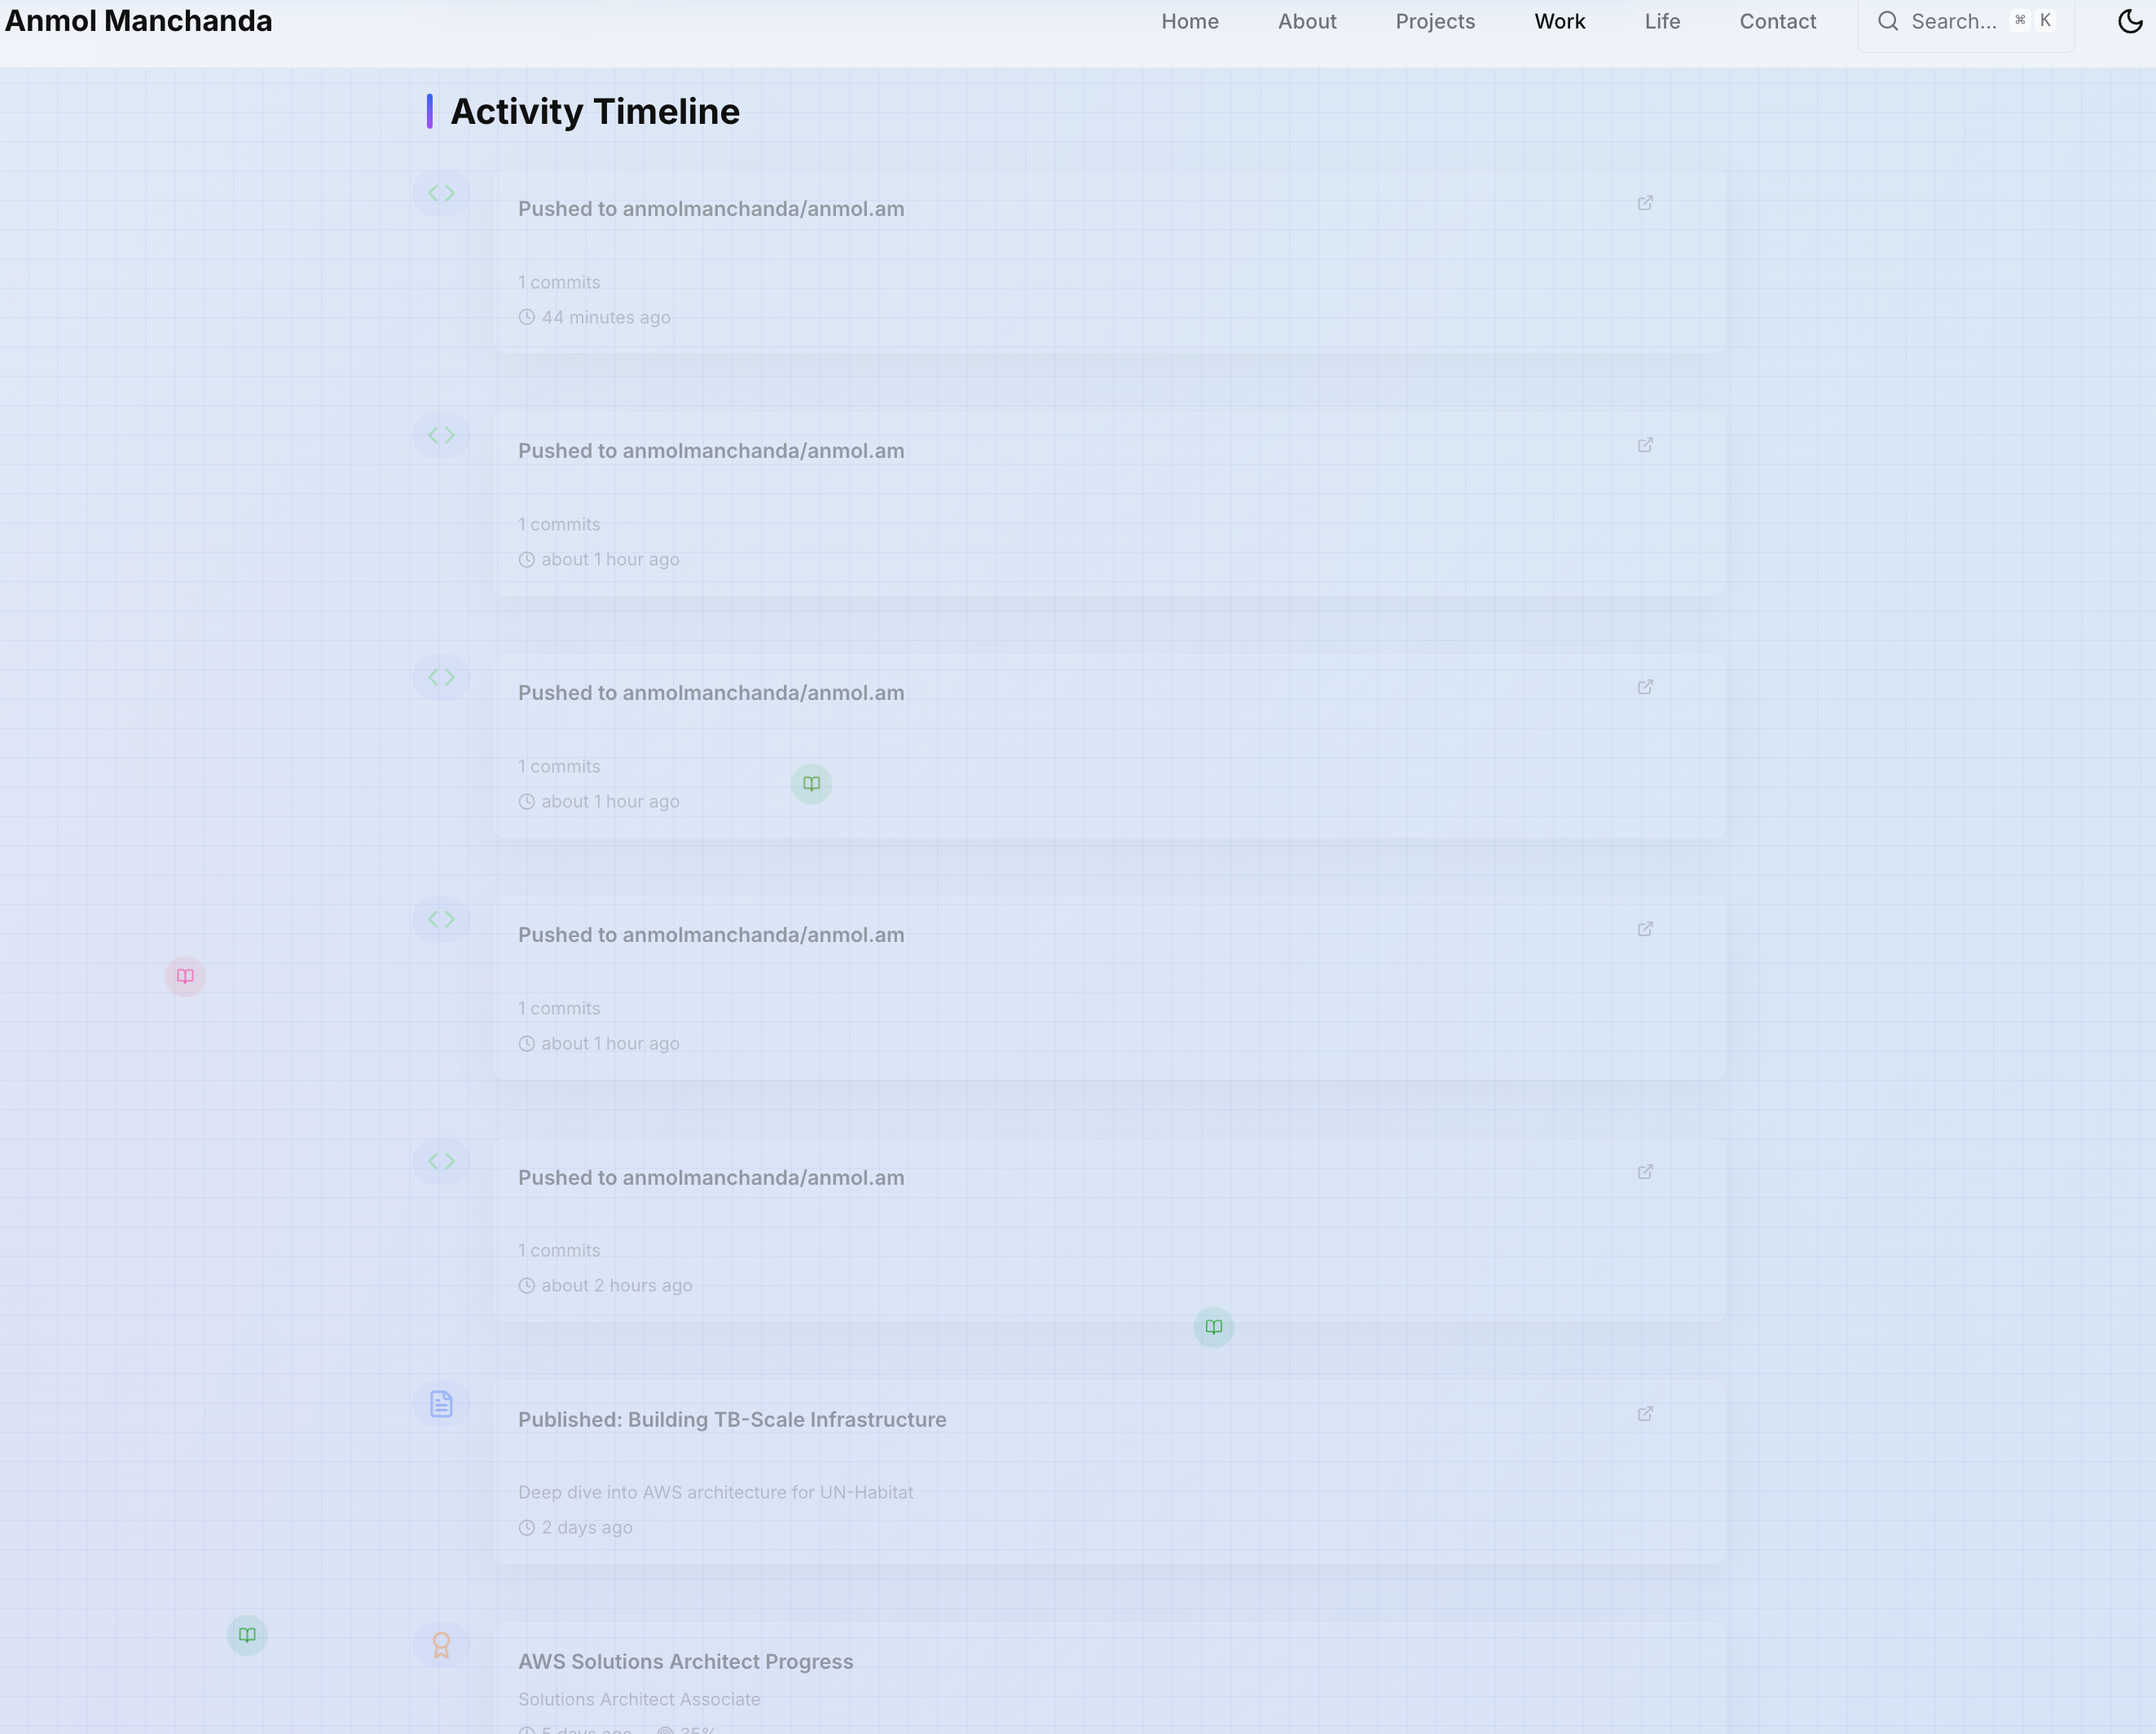 Anmol Manchanda
Home About Projects Work Life Contact Search... ⌘ K
Activity Timeline
Pushed to anmolmanchanda/anmol.am
1 commits
44 minutes ago
Pushed to anmolmanchanda/anmol.am
1 commits
about 1 hour ago
Pushed to anmolmanchanda/anmol.am
1 commits
about 1 hour ago
Pushed to anmolmanchanda/anmol.am
1 commits
about 1 hour ago
Pushed to anmolmanchanda/anmol.am
1 commits
about 2 hours ago
Published: Building TB-Scale Infrastructure
Deep dive into AWS architecture for UN-Habitat
2 days ago
AWS Solutions Architect Progress
Solutions Architect Associate
5 days ago 35%